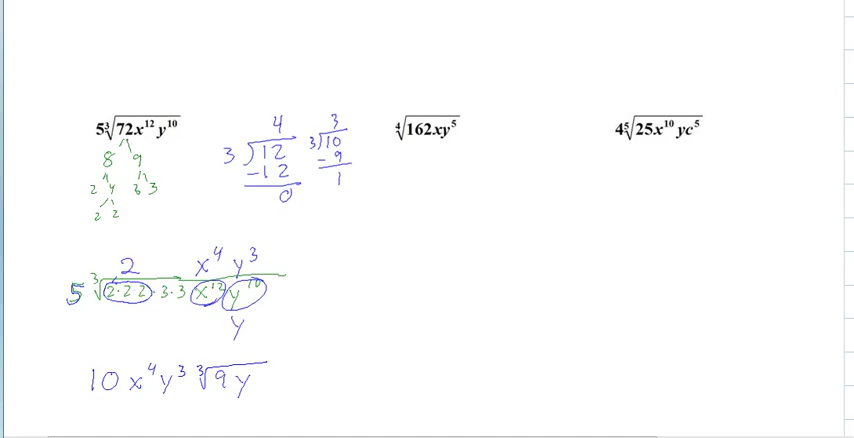 5∛72x¹²y¹⁰
8 9
2 4 3 3
2 2
4
3 12
-12
0
3
3 10
-9
1
2 x⁴ y³
5 ∛2·2·2·3·3 x¹² y¹⁰
y
10x⁴y³ ∛9y
∜162xy⁵
4⁵√25x¹⁰yc⁵